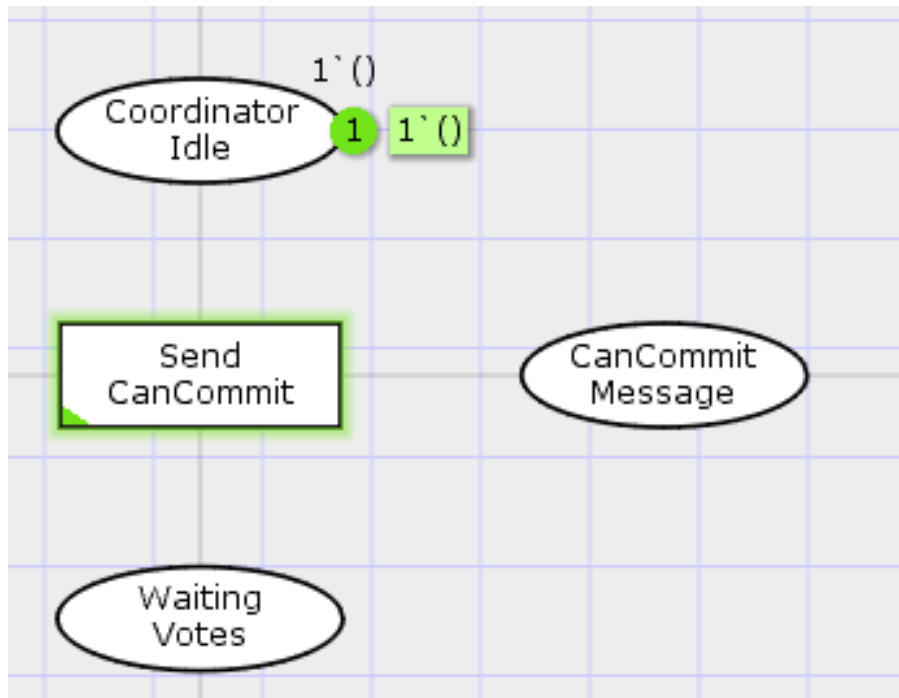 1`()
Coordinator
Idle
1
1`()
Send
CanCommit
CanCommit
Message
Waiting
Votes